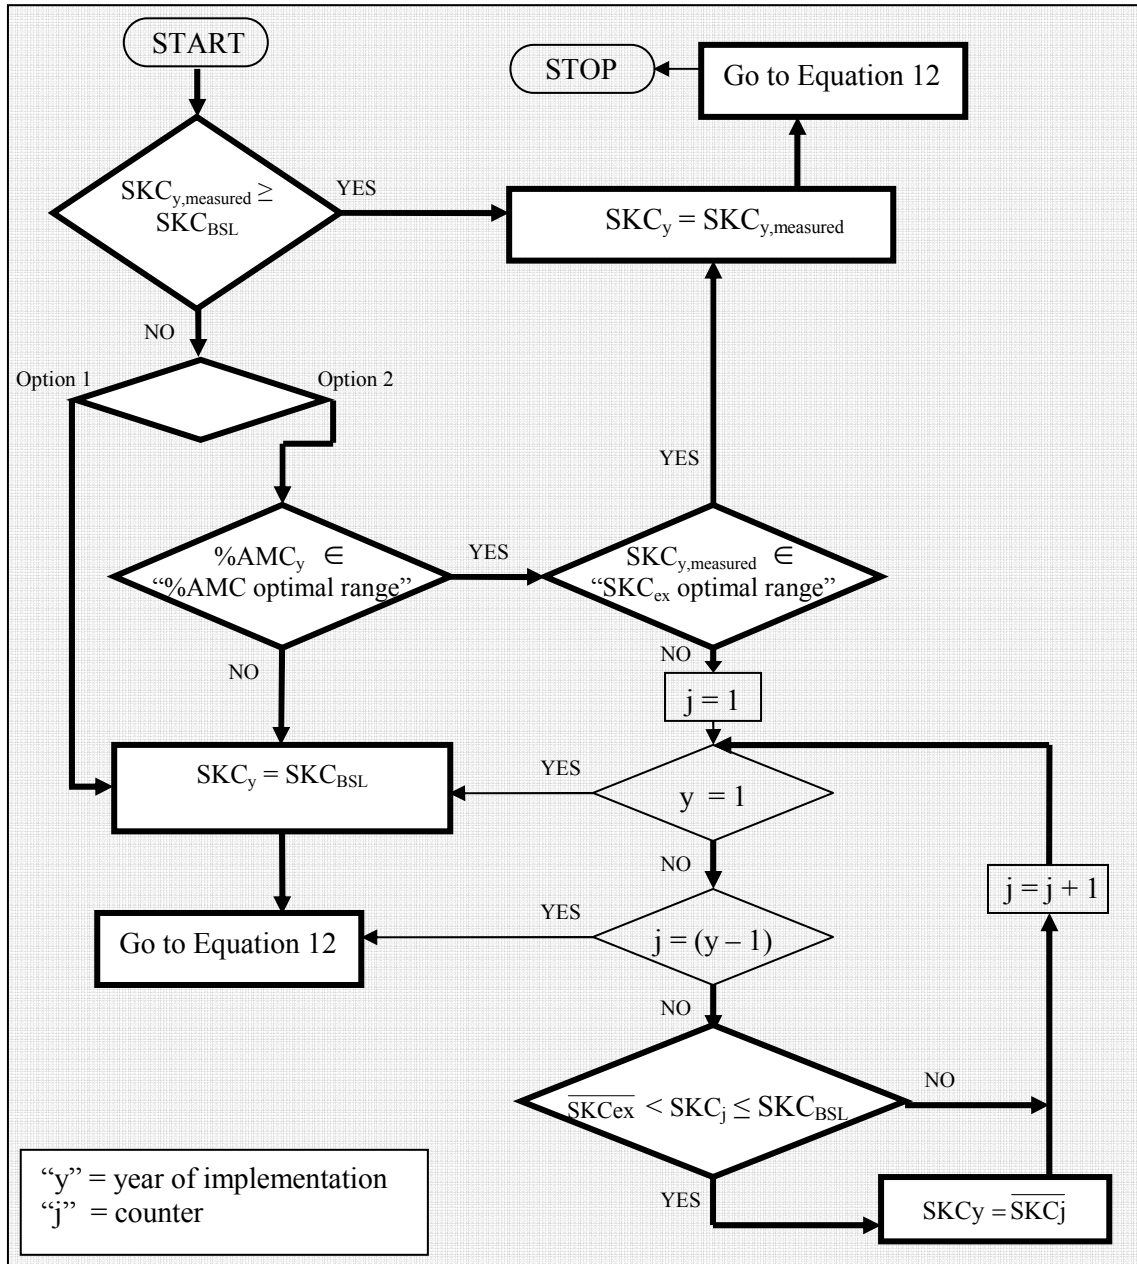 START
STOP
Go to Equation 12
SKCy,measured ≥
SKCBSL
YES
SKCy = SKCy,measured
NO
Option 1
Option 2
YES
%AMCy ∈
“%AMC optimal range”
YES
SKCy,measured ∈
“SKCex optimal range”
NO
NO
j = 1
SKCy = SKCBSL
YES
y = 1
NO
j = j + 1
Go to Equation 12
YES
j = (y – 1)
NO
SKCex < SKCj ≤ SKCBSL
NO
“y” = year of implementation
“j” = counter
YES
SKCy = SKCj